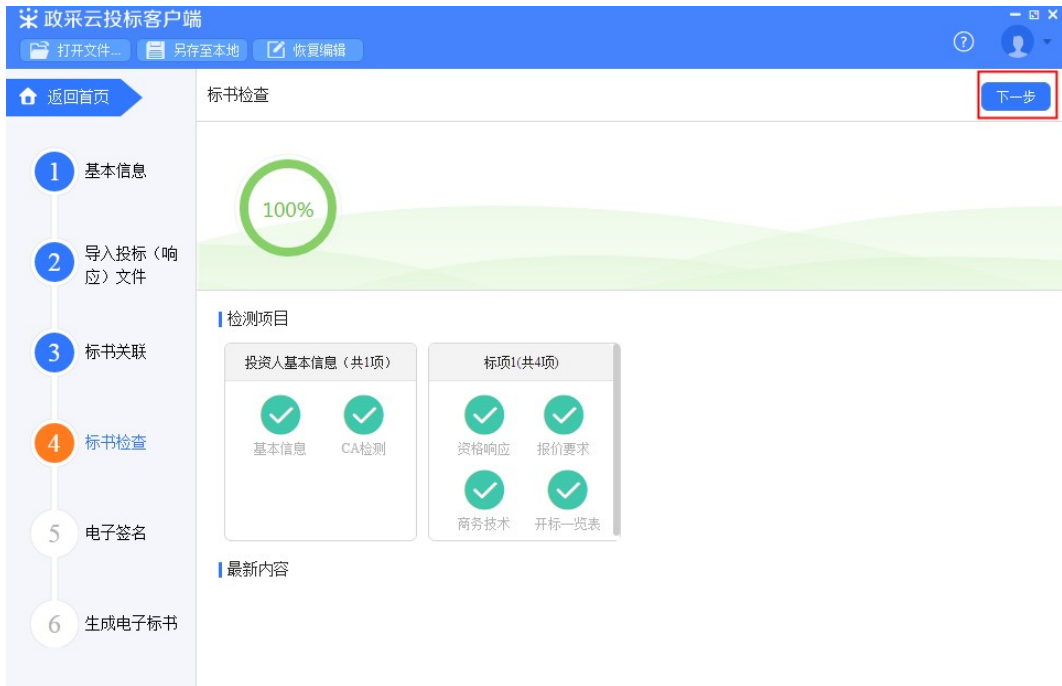 政采云投标客户端
打开文件... 另存至本地 恢复编辑
返回首页
标书检查
下一步
1 基本信息
2 导入投标（响
应）文件
3 标书关联
4 标书检查
5 电子签名
6 生成电子标书
100%
检测项目
投资人基本信息（共1项）
基本信息 CA检测
标项1(共4项)
资格响应 报价要求
商务技术 开标一览表
最新内容